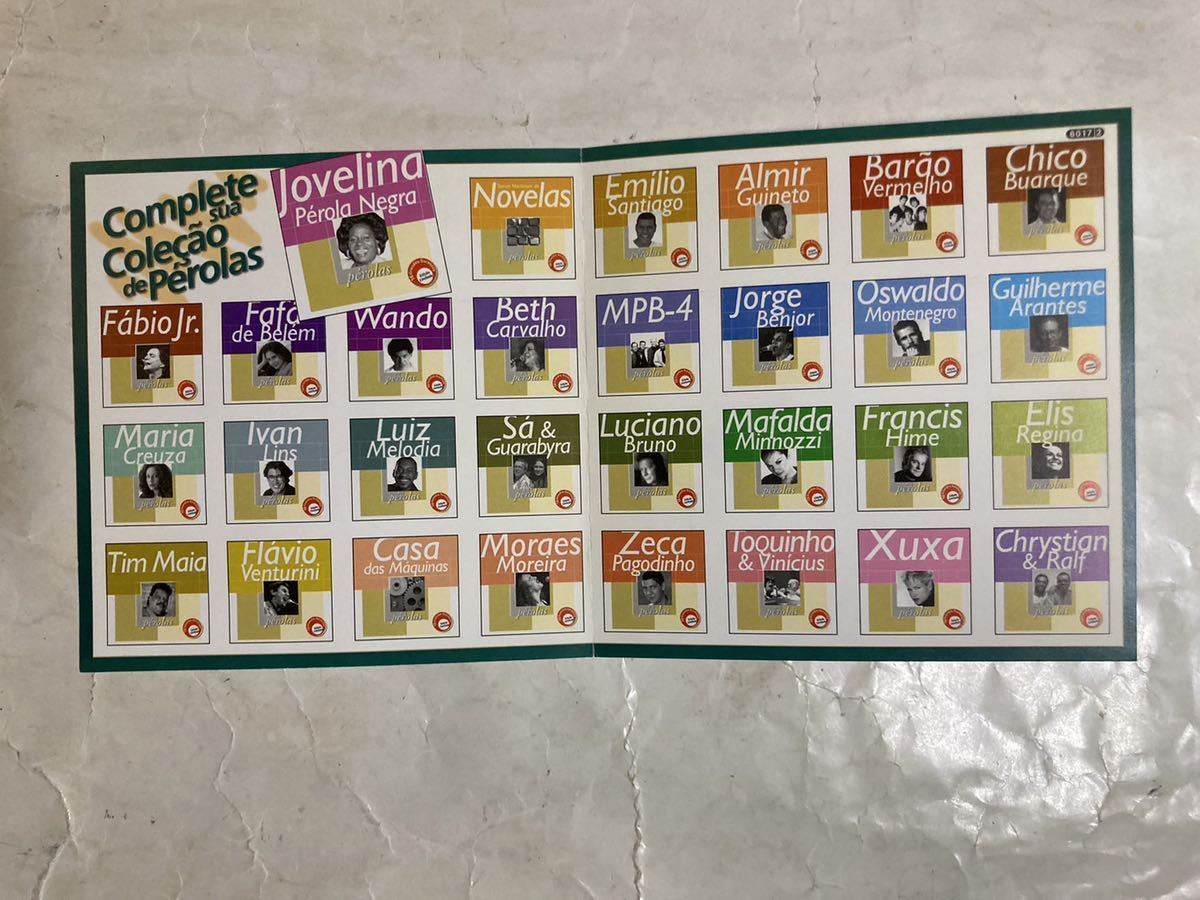 Complete
sua
Coleção
de Pérolas
Jovelina
Pérola Negra
pérolas
Novelas
pérolas
Emílio
Santiago
pérolas
Almir
Guineto
pérolas
Barão
Vermelho
pérolas
6017|2
Chico
Buarque
pérolas
Fábio Jr.
pérolas
Fafá
de Belém
pérolas
Wando
pérolas
Beth
Carvalho
pérolas
MPB-4
pérolas
Jorge
Benjor
pérolas
Oswaldo
Montenegro
pérolas
Guilherme
Arantes
pérolas
Maria
Creuza
pérolas
Ivan
Lins
pérolas
Luiz
Melodia
pérolas
Sá &
Guarabyra
pérolas
Luciano
Bruno
pérolas
Mafalda
Minnozzi
pérolas
Francis
Hime
pérolas
Elis
Regina
pérolas
Tim Maia
pérolas
Flávio
Venturini
pérolas
Casa
das Máquinas
pérolas
Moraes
Moreira
pérolas
Zeca
Pagodinho
pérolas
Toquinho
& Vinícius
pérolas
Xuxa
pérolas
Chrystian
& Ralf
pérolas